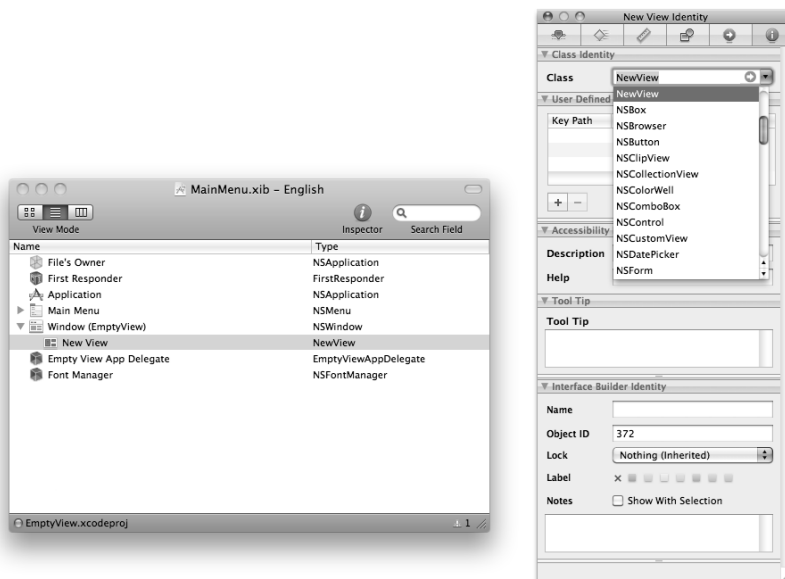 MainMenu.xib – English
View Mode
Inspector
Search Field
Name Type
File's Owner NSApplication
First Responder FirstResponder
Application NSApplication
Main Menu NSMenu
Window (EmptyView) NSWindow
New View NewView
Empty View App Delegate EmptyViewAppDelegate
Font Manager NSFontManager
EmptyView.xcodeproj 1
New View Identity
Class Identity
Class NewView
NewView
NSBox
NSBrowser
NSButton
NSClipView
NSCollectionView
NSColorWell
NSComboBox
NSControl
NSCustomView
NSDatePicker
NSForm
User Defined
Key Path
+ −
Accessibility
Description
Help
Tool Tip
Tool Tip
Interface Builder Identity
Name
Object ID 372
Lock Nothing (Inherited)
Label ×
Notes Show With Selection